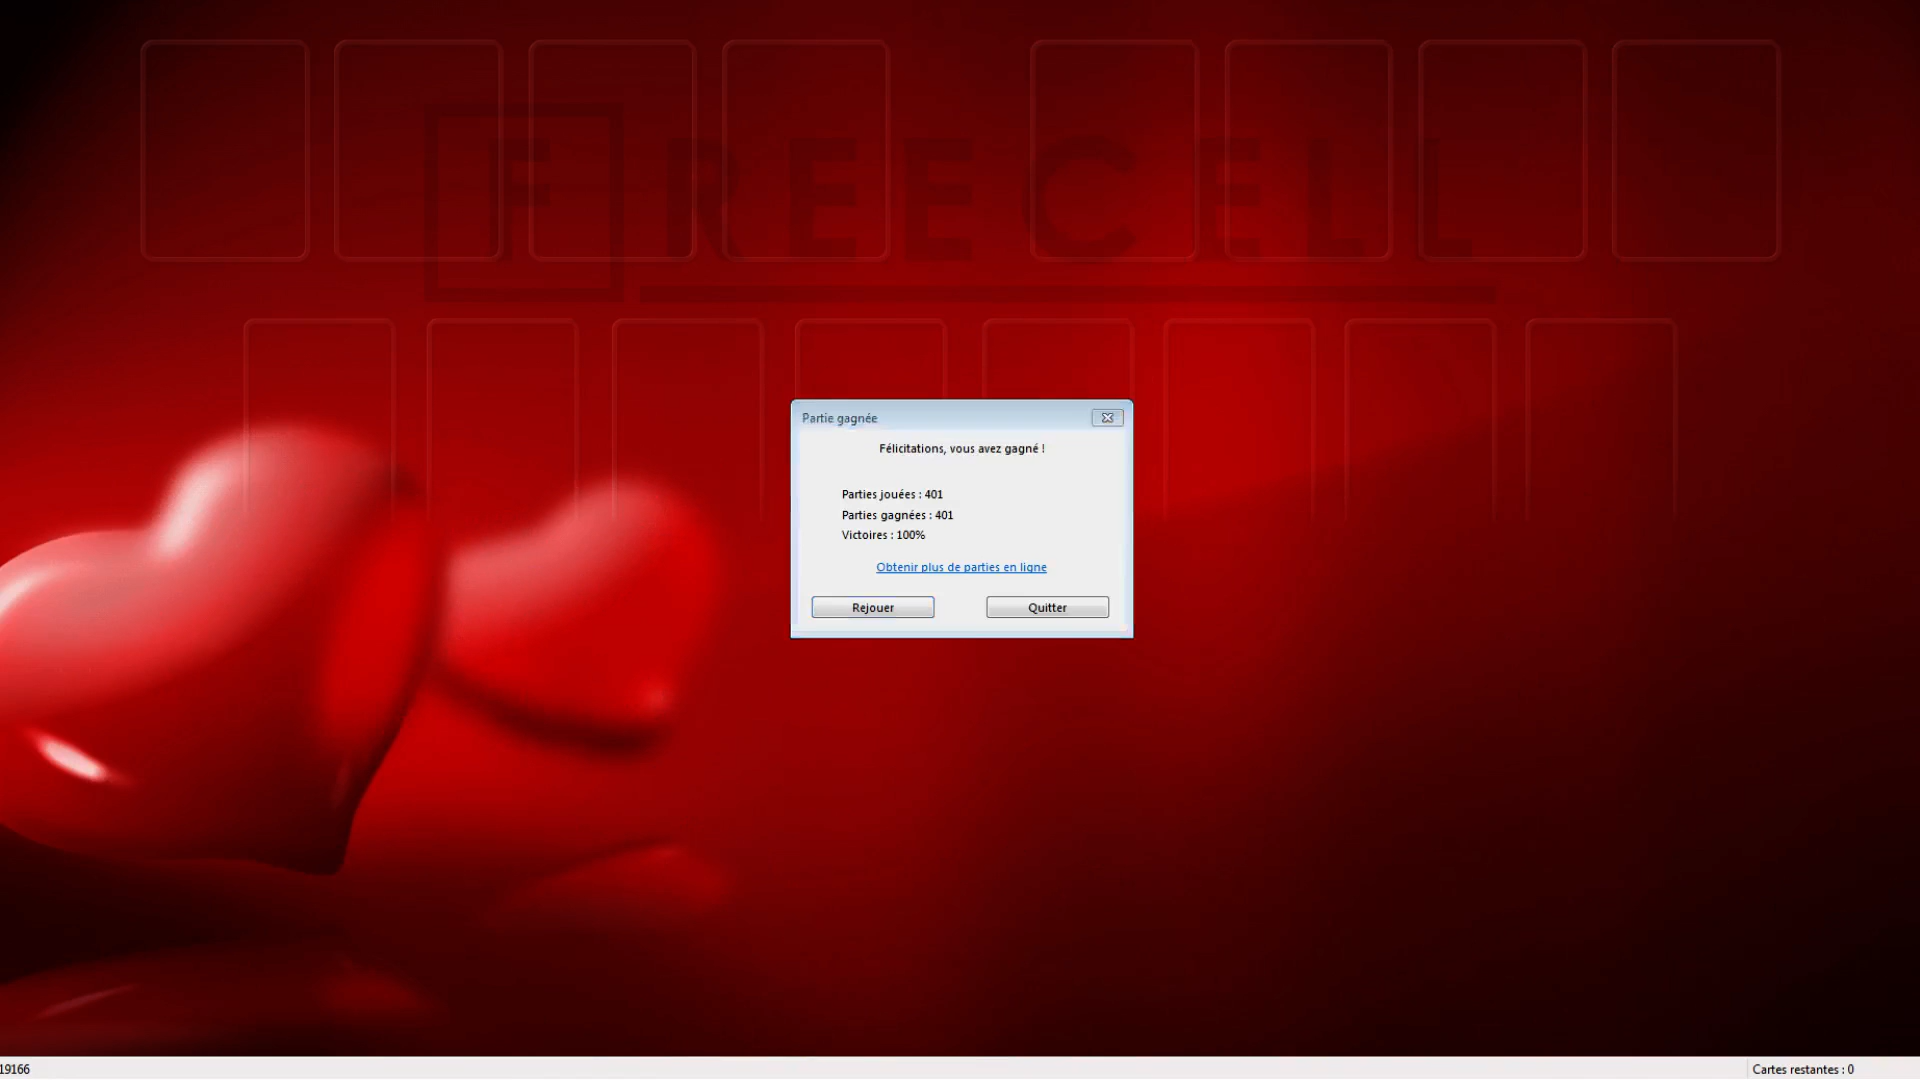 FREECELL
Partie gagnée
Félicitations, vous avez gagné !
Parties jouées : 401
Parties gagnées : 401
Victoires : 100%
Obtenir plus de parties en ligne
Rejouer
Quitter
19166
Cartes restantes : 0